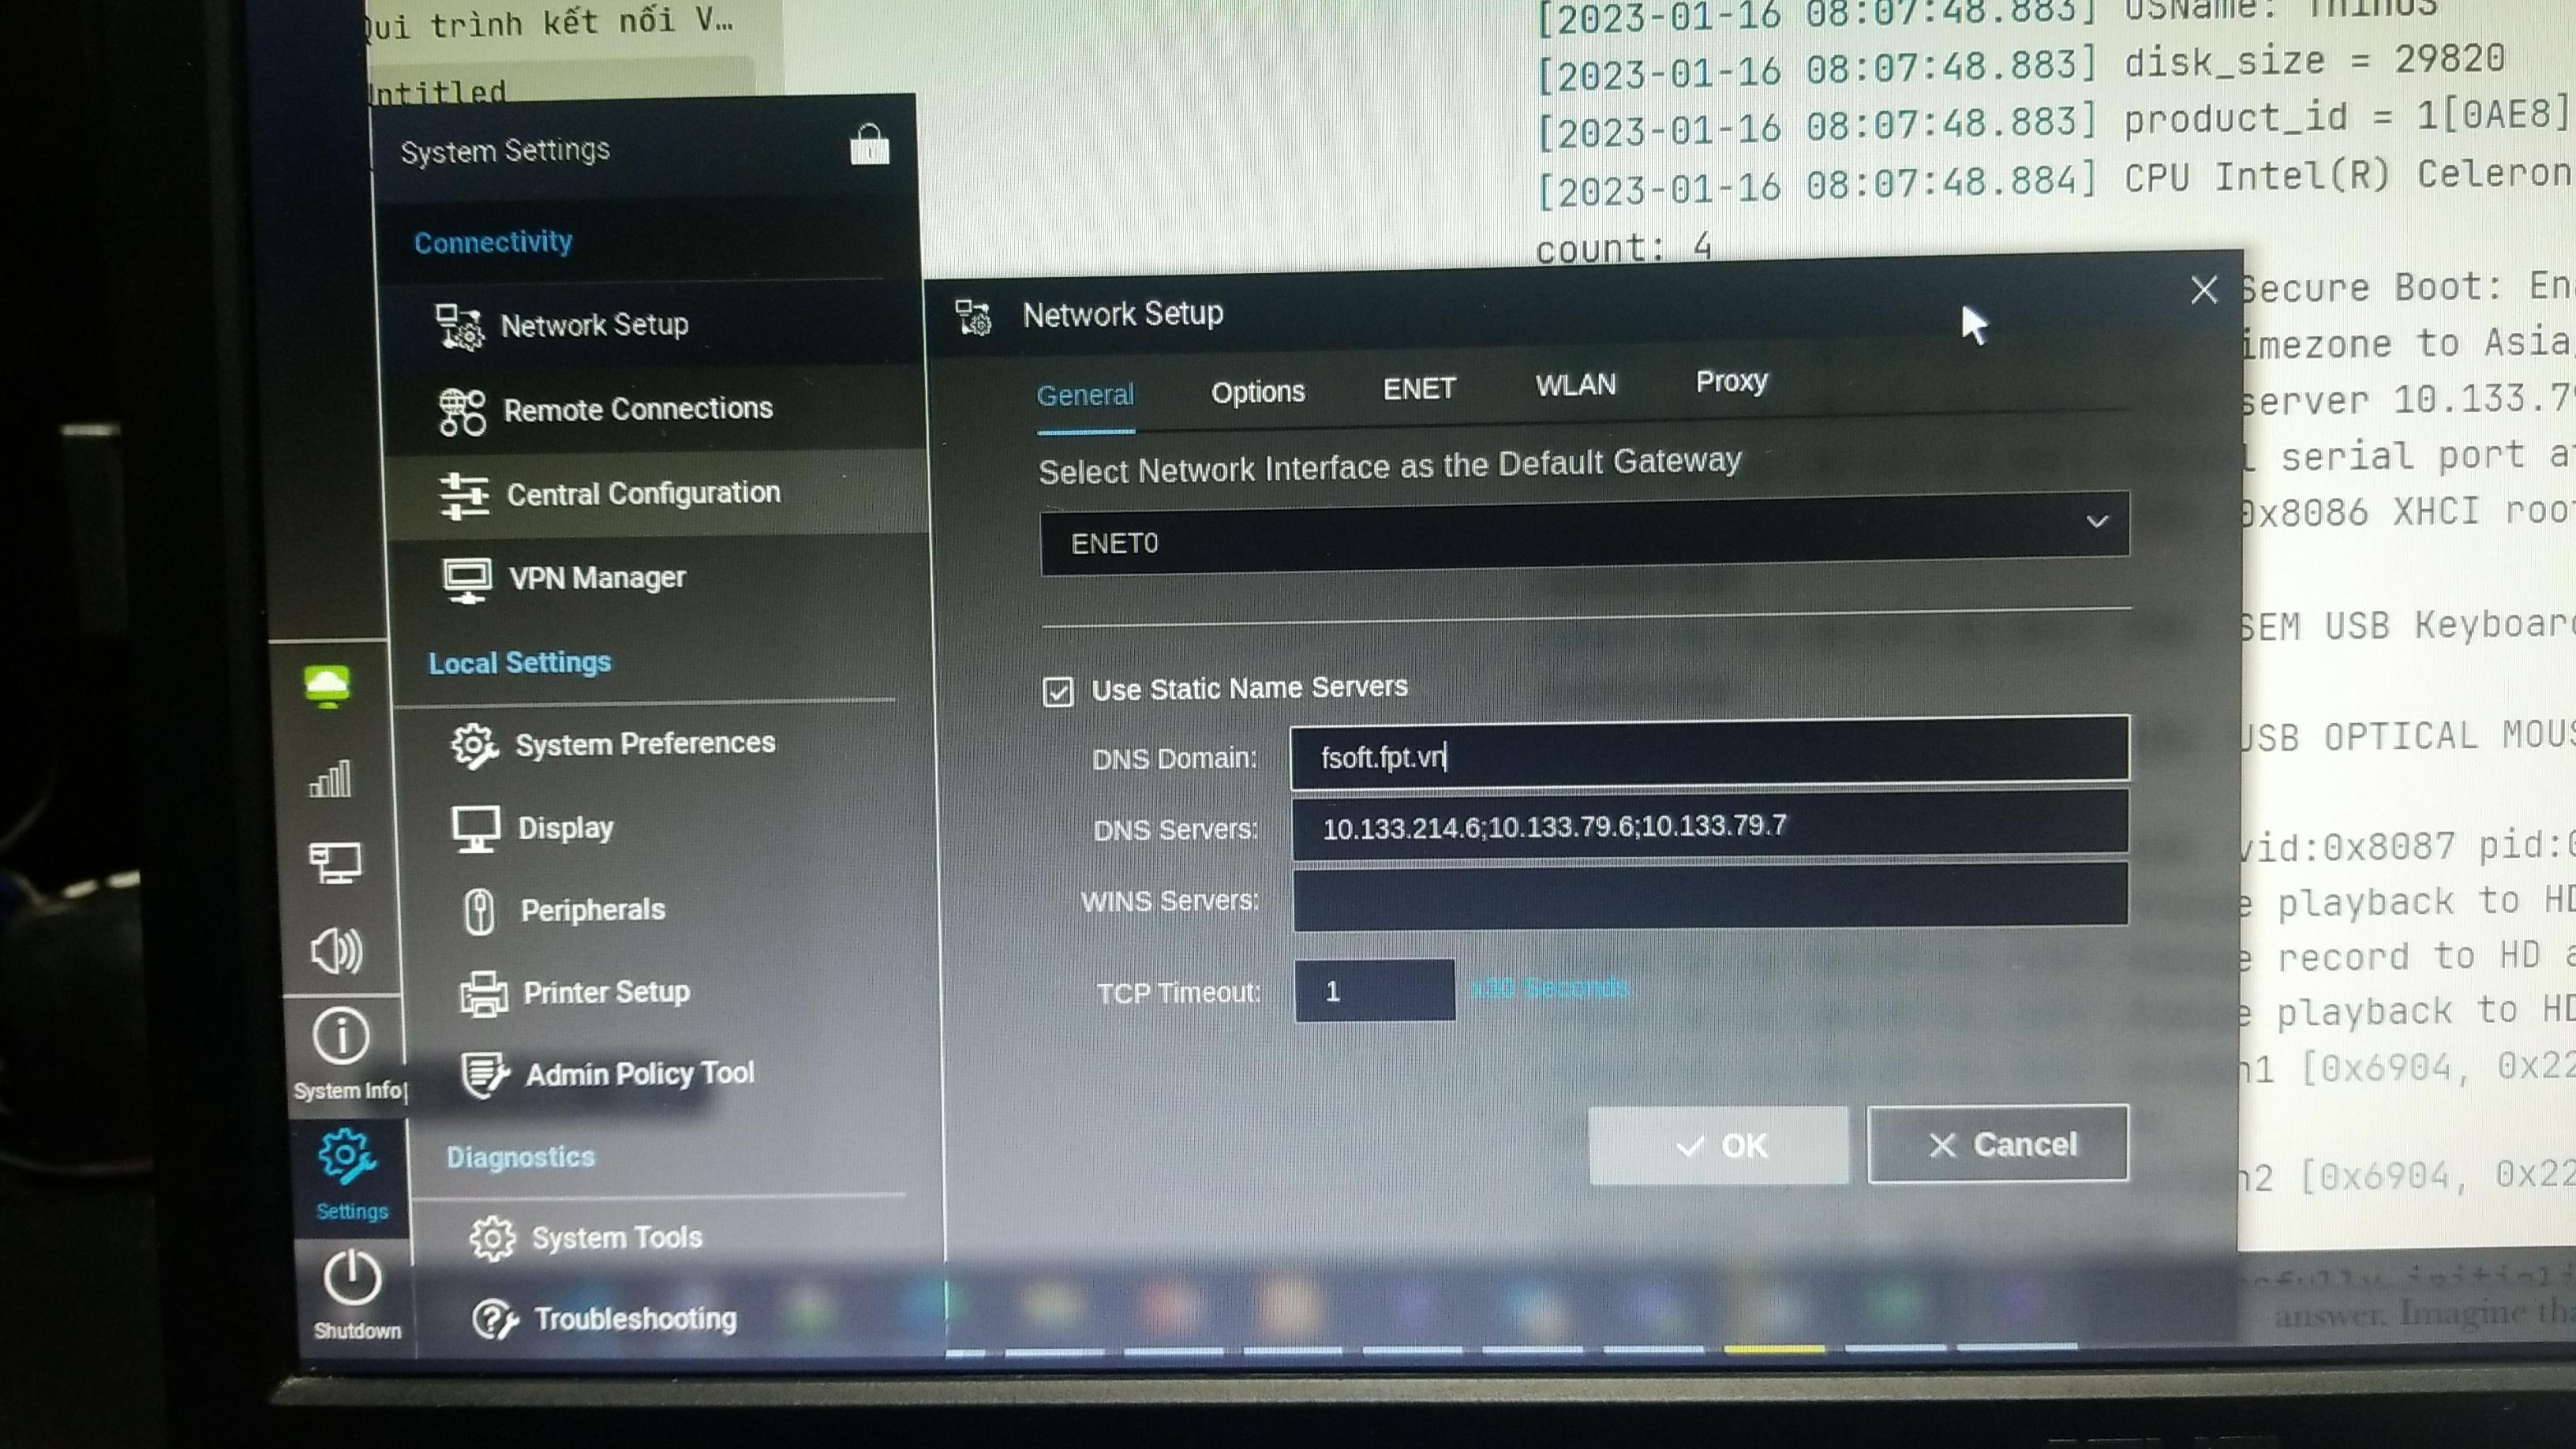 Qui trình kết nối V…
Untitled
[2023-01-16 08:07:48.883]
[2023-01-16 08:07:48.883] disk_size = 29820
[2023-01-16 08:07:48.883] product_id = 1[0AE8]
[2023-01-16 08:07:48.884] CPU Intel(R) Celeron
count: 4
Secure Boot: En
imezone to Asia
server 10.133.79
l serial port a
0x8086 XHCI roo
SEM USB Keyboar
USB OPTICAL MOUS
vid:0x8087 pid:0
e playback to HD
e record to HD a
e playback to HD
n1 [0x6904, 0x22
n2 [0x6904, 0x22
answer. Imagine tha
System Settings
Connectivity
Network Setup
Remote Connections
Central Configuration
VPN Manager
Local Settings
System Preferences
Display
Peripherals
Printer Setup
Admin Policy Tool
Diagnostics
System Tools
Troubleshooting
System Info
Settings
Shutdown
Network Setup
General Options ENET WLAN Proxy
Select Network Interface as the Default Gateway
ENET0
Use Static Name Servers
DNS Domain: fsoft.fpt.vn
DNS Servers: 10.133.214.6;10.133.79.6;10.133.79.7
WINS Servers:
TCP Timeout: 1 x30 Seconds
OK Cancel